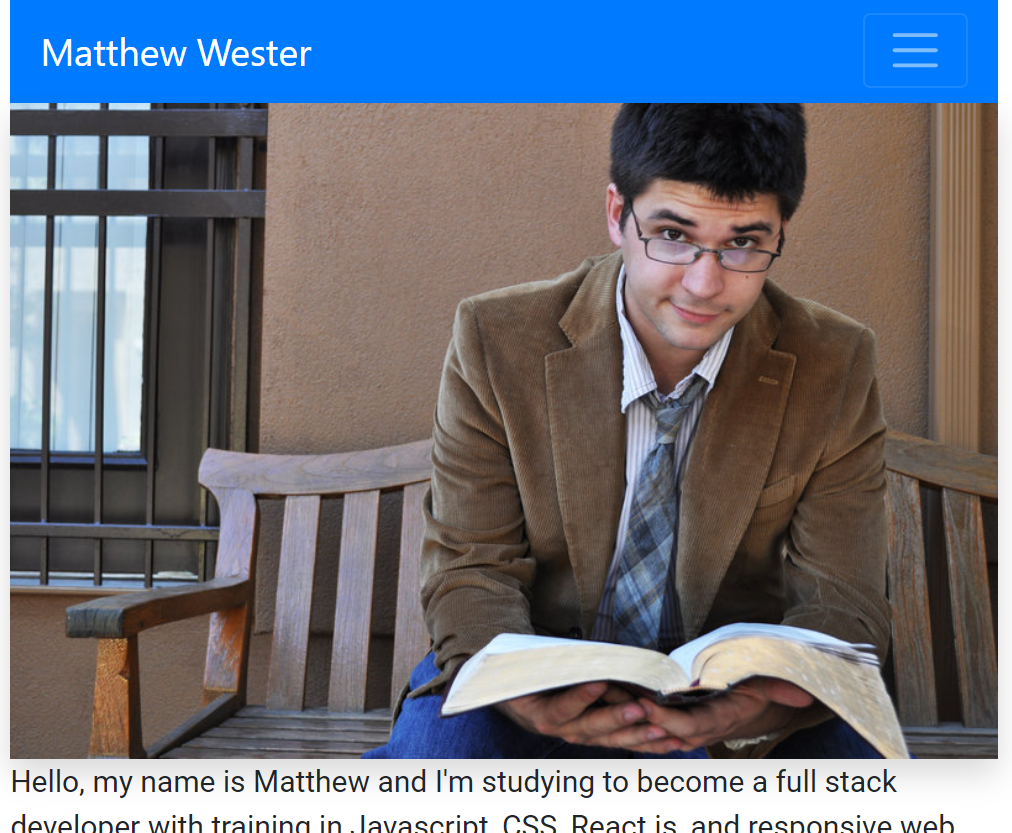 Matthew Wester
Hello, my name is Matthew and I'm studying to become a full stack
developer with training in Javascript, CSS, React.js, and responsive web